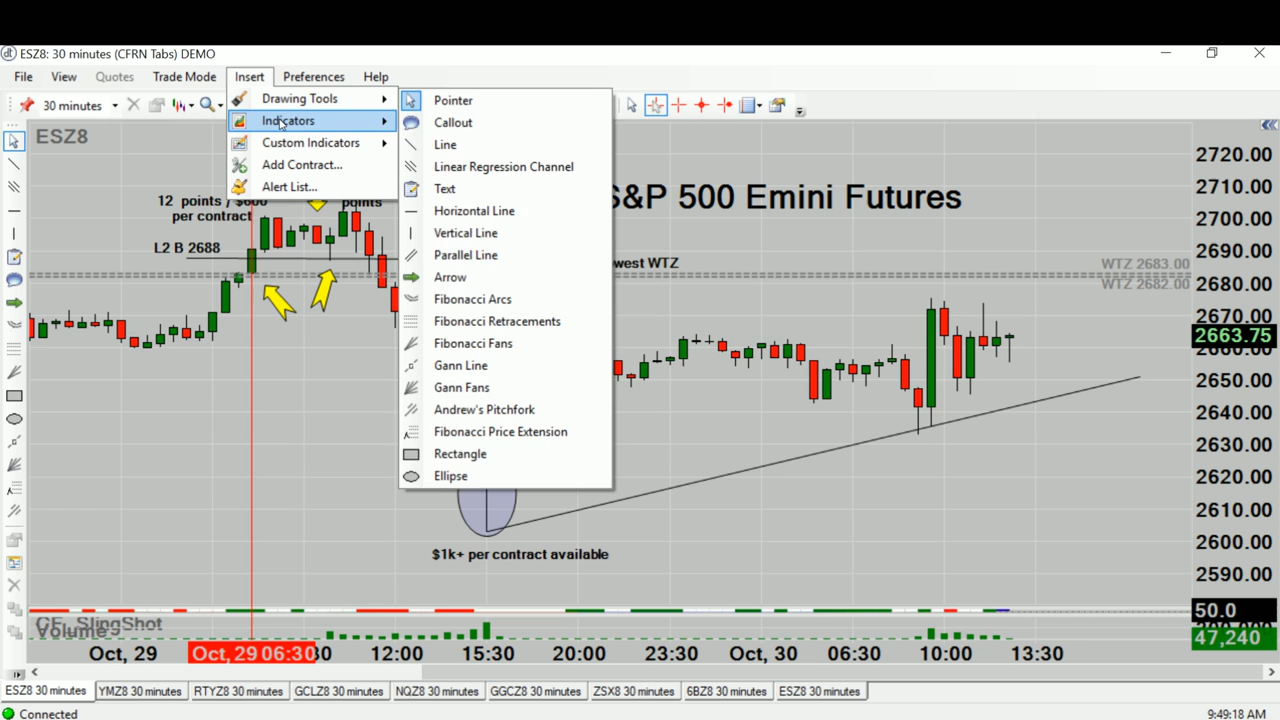 ESZ8: 30 minutes (CFRN Tabs) DEMO
File View Quotes Trade Mode Insert Preferences Help
30 minutes
Drawing Tools
Indicators
Custom Indicators
Add Contract...
Alert List...
Pointer
Callout
Line
Linear Regression Channel
Text
Horizontal Line
Vertical Line
Parallel Line
Arrow
Fibonacci Arcs
Fibonacci Retracements
Fibonacci Fans
Gann Line
Gann Fans
Andrew's Pitchfork
Fibonacci Price Extension
Rectangle
Ellipse
ESZ8
S&P 500 Emini Futures
12 points / $600
per contract
points
L2 B 2688
west WTZ
WTZ 2683.00
WTZ 2682.00
$1k+ per contract available
2720.00
2710.00
2700.00
2690.00
2680.00
2670.00
2663.75
2660.00
2650.00
2640.00
2630.00
2620.00
2610.00
2600.00
2590.00
50.0
47,240
CF_SlingShot
Volume
Oct, 29 Oct, 29 06:30 12:00 15:30 20:00 23:30 Oct, 30 06:30 10:00 13:30
ESZ8 30 minutes YMZ8 30 minutes RTYZ8 30 minutes GCLZ8 30 minutes NQZ8 30 minutes GGCZ8 30 minutes ZSX8 30 minutes 6BZ8 30 minutes ESZ8 30 minutes
Connected
9:49:18 AM